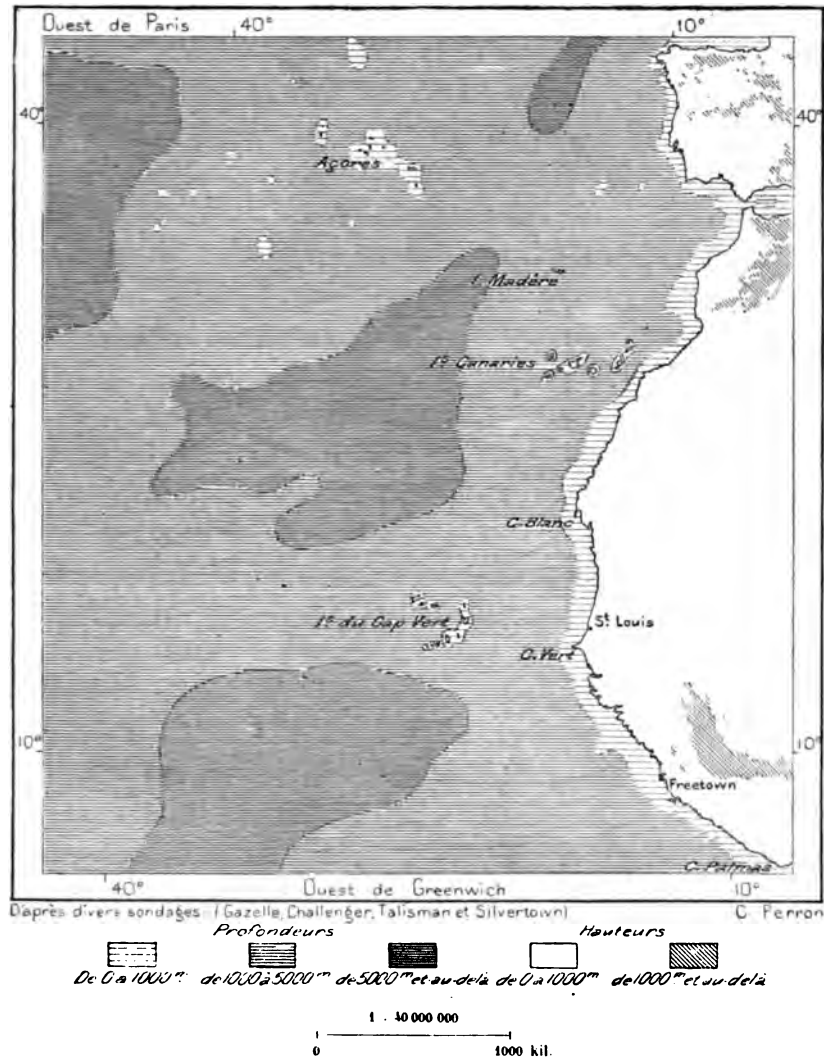 Ouest de Paris 40° 10°
40° 40°
Açores
I. Madère
Iᵉˢ Canaries
C. Blanc
Iᵉˢ du Cap Vert
St Louis
C. Vert
10° 10°
Freetown
C. Palmas
40° Ouest de Greenwich 10°
D'après divers sondages (Gazelle, Challenger, Talisman et Silvertown) C. Perron
Profondeurs Hauteurs
De 0 à 1000m de 1000 à 5000m de 5000m et au-delà de 0 à 1000m de 1000m et au-delà
1 : 40 000 000
0 1000 kil.